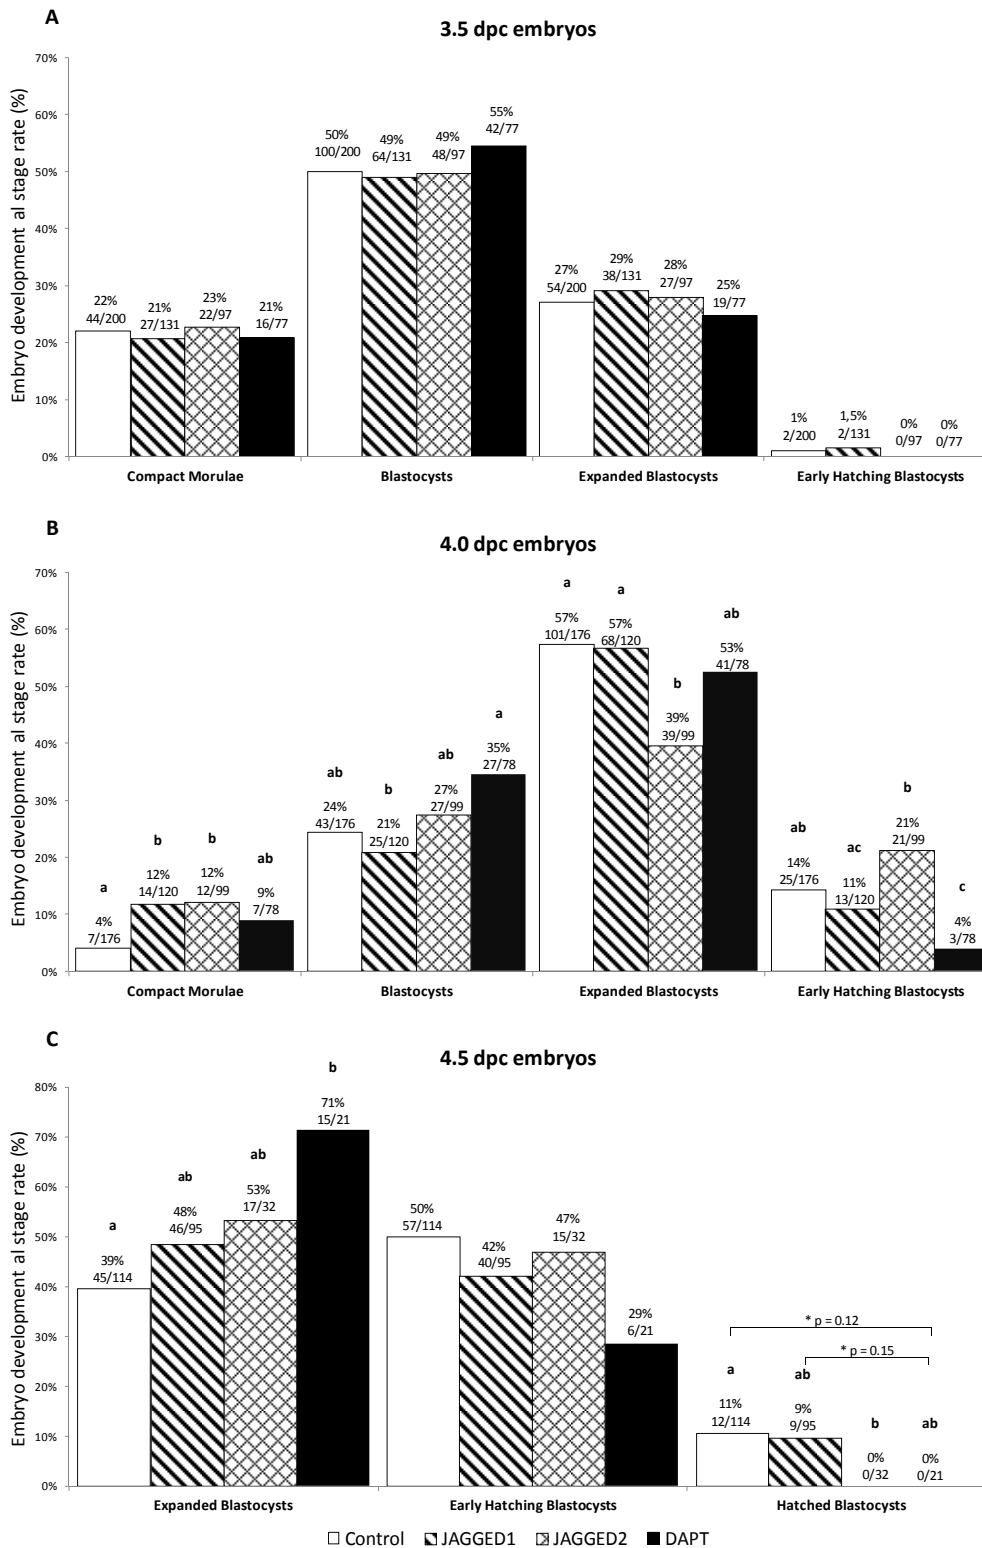 A
3.5 dpc embryos
Embryo development al stage rate (%)
70%
60%
50%
40%
30%
20%
10%
0%
22%
44/200
21%
27/131
23%
22/97
21%
16/77
50%
100/200
49%
64/131
49%
48/97
55%
42/77
27%
54/200
29%
38/131
28%
27/97
25%
19/77
1%
2/200
1,5%
2/131
0%
0/97
0%
0/77
Compact Morulae
Blastocysts
Expanded Blastocysts
Early Hatching Blastocysts
B
4.0 dpc embryos
Embryo development al stage rate (%)
70%
60%
50%
40%
30%
20%
10%
0%
a
4%
7/176
b
12%
14/120
b
12%
12/99
ab
9%
7/78
ab
24%
43/176
b
21%
25/120
ab
27%
27/99
a
35%
27/78
a
57%
101/176
a
57%
68/120
b
39%
39/99
ab
53%
41/78
ab
14%
25/176
ac
11%
13/120
b
21%
21/99
c
4%
3/78
Compact Morulae
Blastocysts
Expanded Blastocysts
Early Hatching Blastocysts
C
4.5 dpc embryos
Embryo development al stage rate (%)
80%
70%
60%
50%
40%
30%
20%
10%
0%
a
39%
45/114
ab
48%
46/95
ab
53%
17/32
b
71%
15/21
50%
57/114
42%
40/95
47%
15/32
29%
6/21
* p = 0.12
* p = 0.15
a
11%
12/114
ab
9%
9/95
b
0%
0/32
ab
0%
0/21
Expanded Blastocysts
Early Hatching Blastocysts
Hatched Blastocysts
Control
JAGGED1
JAGGED2
DAPT